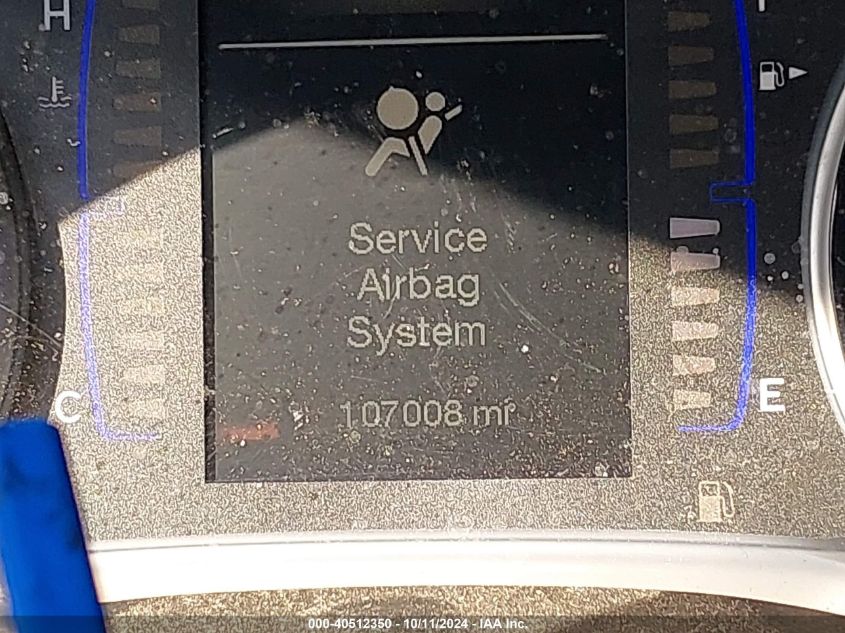 H
F
Service
Airbag
System
107008 mi
C
E
000-40512350 - 10/11/2024 - IAA Inc.